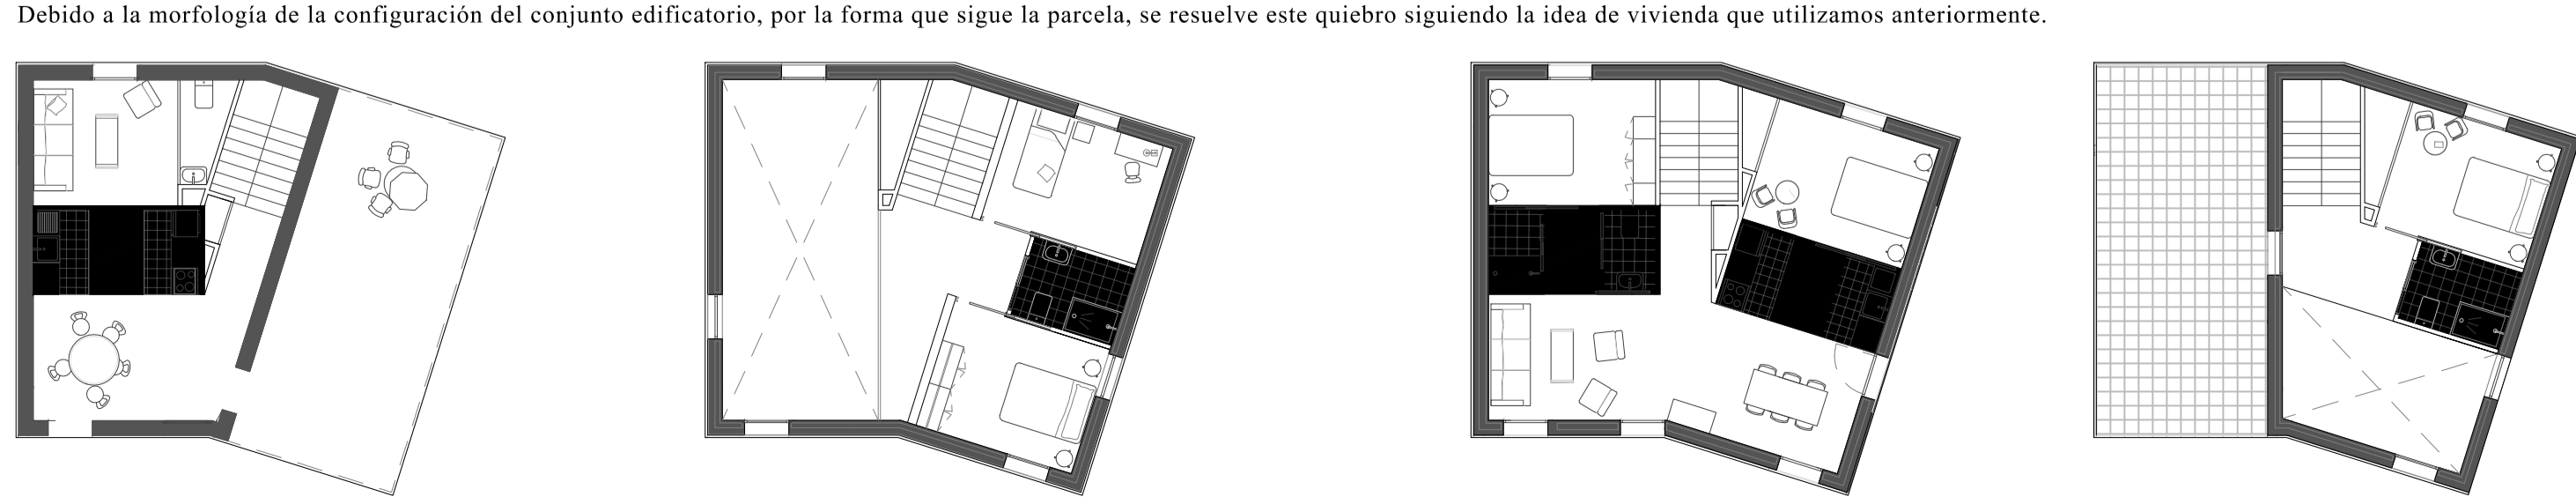 Debido a la morfología de la configuración del conjunto edificatorio, por la forma que sigue la parcela, se resuelve este quiebro siguiendo la idea de vivienda que utilizamos anteriormente.